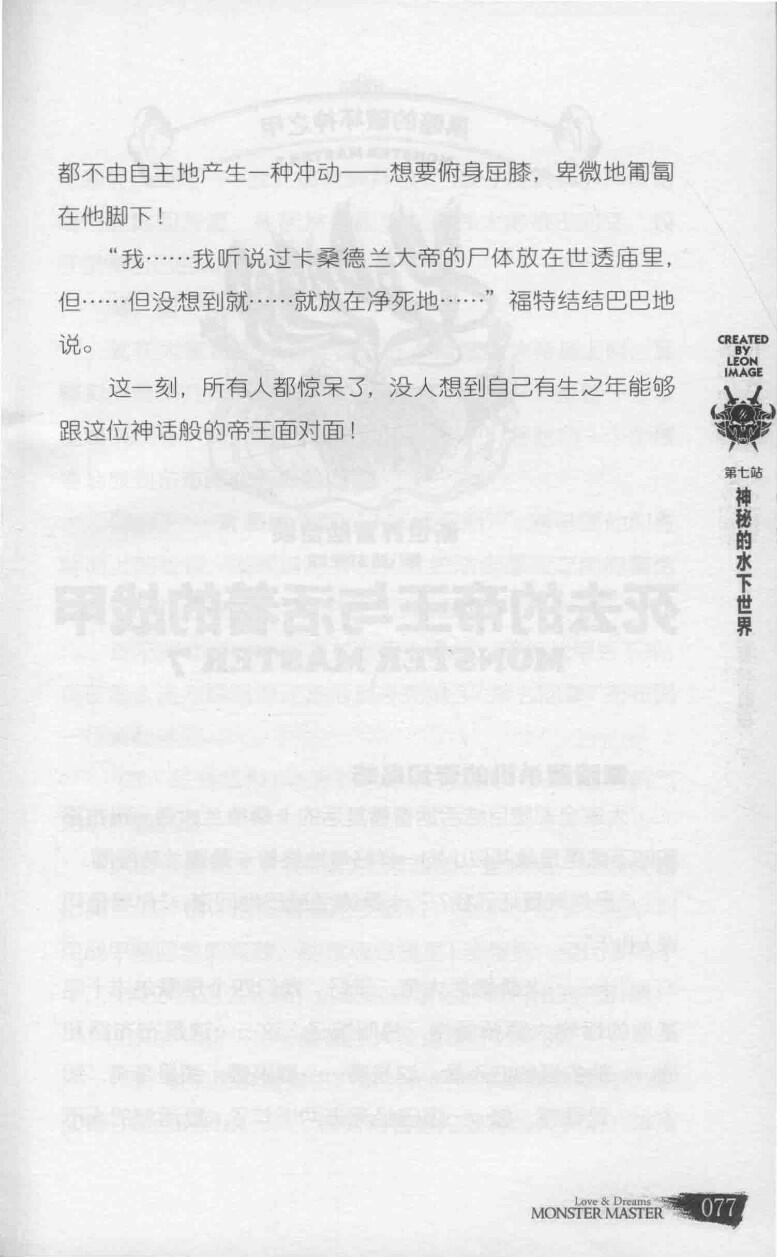 都不由自主地产生一种冲动——想要俯身屈膝，卑微地匍匐
在他脚下！
“我……我听说过卡桑德兰大帝的尸体放在世透庙里，
但……但没想到就……就放在净死地……”福特结结巴巴地
说。
这一刻，所有人都惊呆了，没人想到自己有生之年能够
跟这位神话般的帝王面对面！
CREATED
BY
LEON
IMAGE
第七站
神秘的水下世界
Love & Dreams
MONSTER MASTER
077